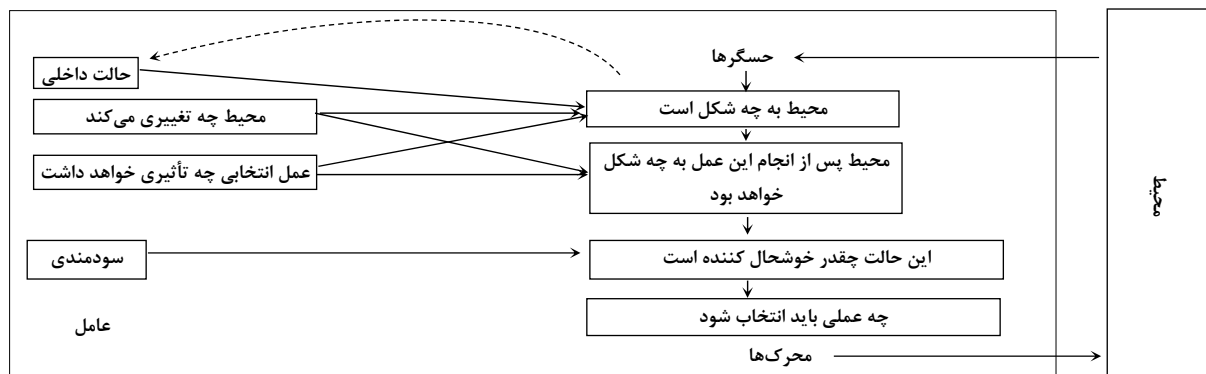 حسگرها
حالت داخلی
محیط به چه شکل است
محیط چه تغییری می‌کند
محیط پس از انجام این عمل به چه شکل
خواهد بود
عمل انتخابی چه تأثیری خواهد داشت
محیط
این حالت چقدر خوشحال کننده است
سودمندی
چه عملی باید انتخاب شود
عامل
محرک‌ها